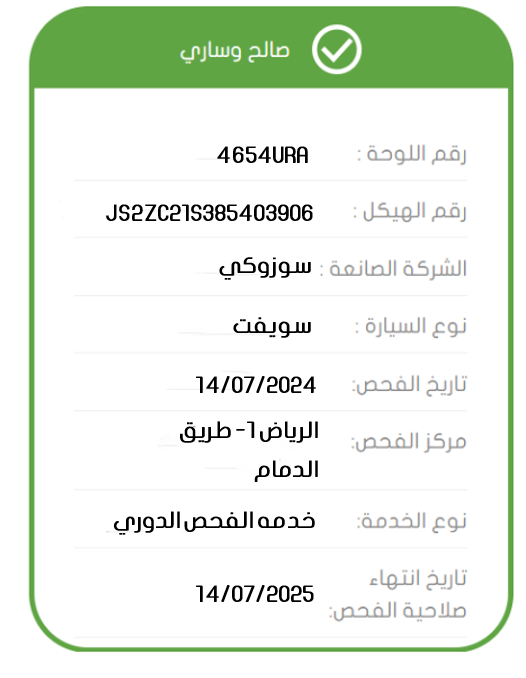 صالح وساري
رقم اللوحة : 4654URA
رقم الهيكل : JS2ZC21S385403906
الشركة الصانعة : سوزوكي
نوع السيارة : سويفت
تاريخ الفحص: 14/07/2024
مركز الفحص: الرياض 1- طريق
الدمام
نوع الخدمة: خدمه الفحص الدوري
تاريخ انتهاء
صلاحية الفحص: 14/07/2025